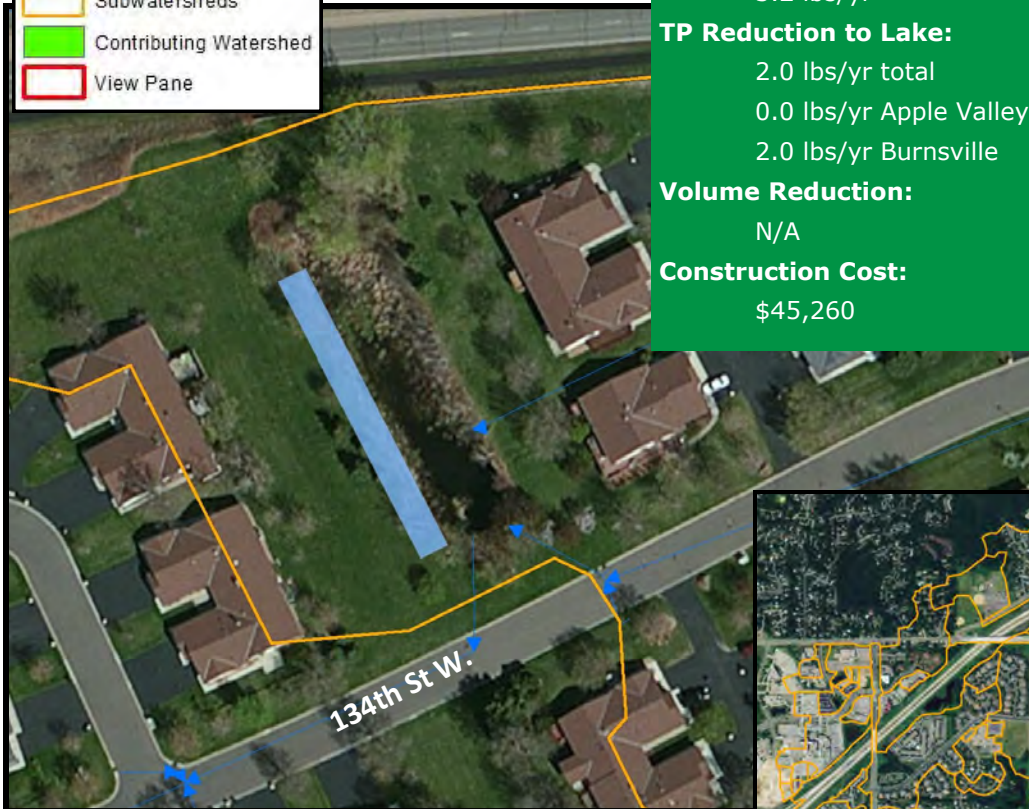 Contributing Watershed
View Pane
TP Reduction to Lake:
2.0 lbs/yr total
0.0 lbs/yr Apple Valley
2.0 lbs/yr Burnsville
Volume Reduction:
N/A
Construction Cost:
$45,260
134th St W.